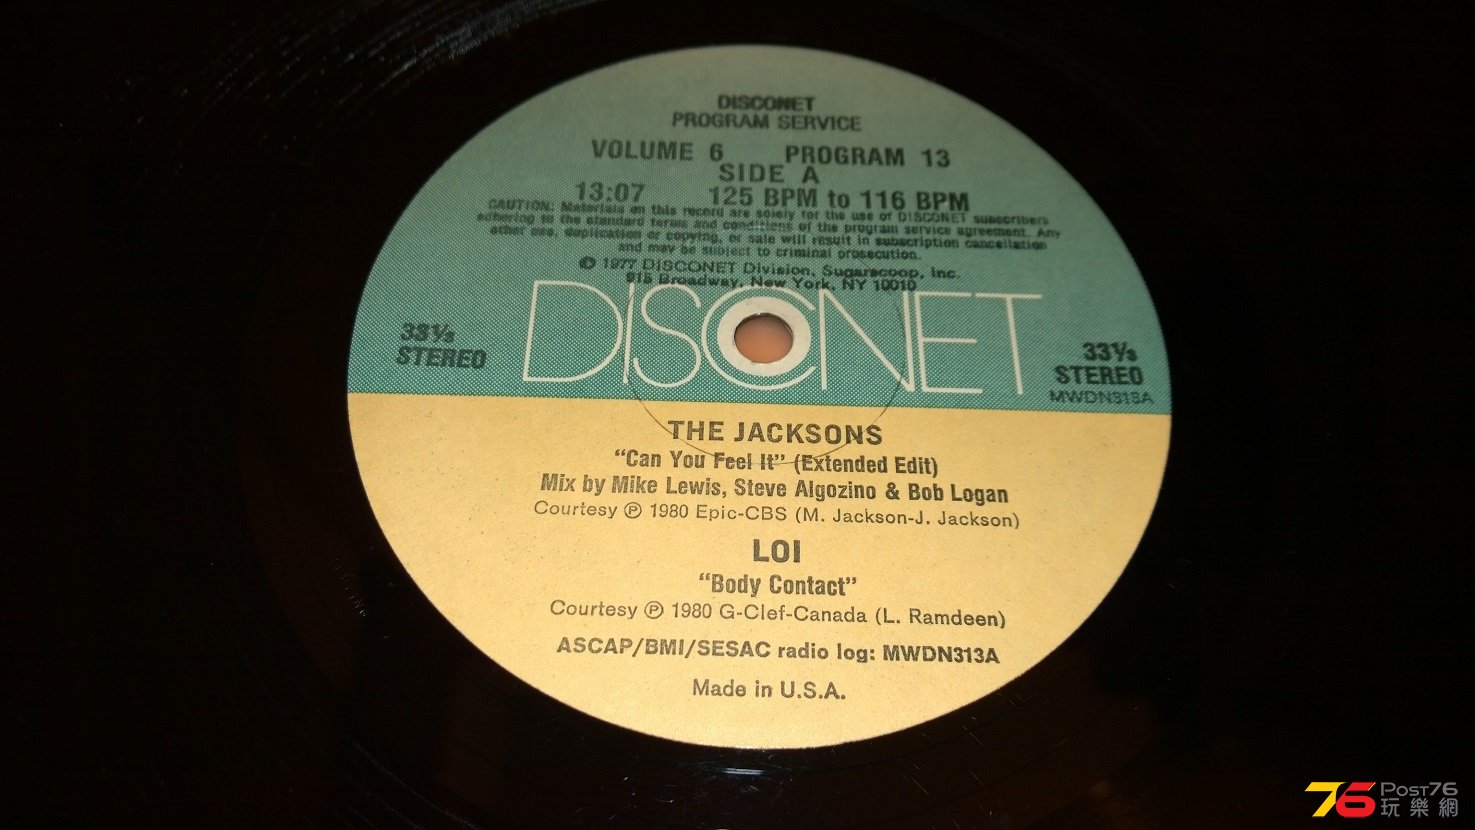 DISCONET
PROGRAM SERVICE
VOLUME 6 PROGRAM 13
SIDE A
13:07 125 BPM to 116 BPM
CAUTION: Materials on this record are solely for the use of DISCONET subscribers
adhering to the standard terms and conditions of the program service agreement. Any
other use, duplication or copying, or sale will result in subscription cancellation
and may be subject to criminal prosecution.
© 1977 DISCONET Division, Sugarscoop, Inc.
915 Broadway, New York, NY 10010
DISCONET
33⅓
STEREO
33⅓
STEREO
MWDN313A
THE JACKSONS
“Can You Feel It” (Extended Edit)
Mix by Mike Lewis, Steve Algozino & Bob Logan
Courtesy ℗ 1980 Epic-CBS (M. Jackson-J. Jackson)
LOI
“Body Contact”
Courtesy ℗ 1980 G-Clef-Canada (L. Ramdeen)
ASCAP/BMI/SESAC radio log: MWDN313A
Made in U.S.A.
76 POST76
玩樂網